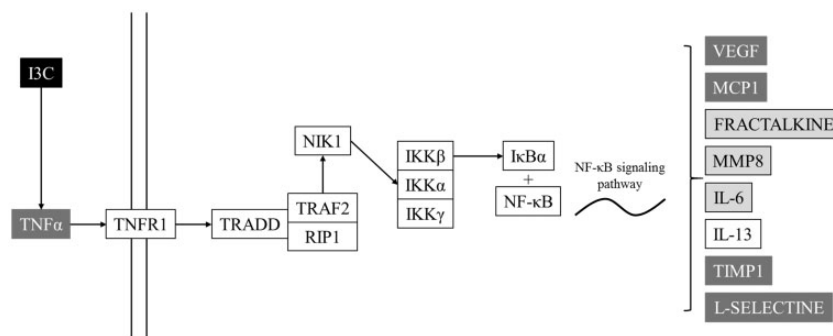 I3C
TNFα
TNFR1
TRADD
TRAF2
RIP1
NIK1
IKKβ
IKKα
IKKγ
IκBα
+
NF-κB
NF-κB signaling
pathway
VEGF
MCP1
FRACTALKINE
MMP8
IL-6
IL-13
TIMP1
L-SELECTINE